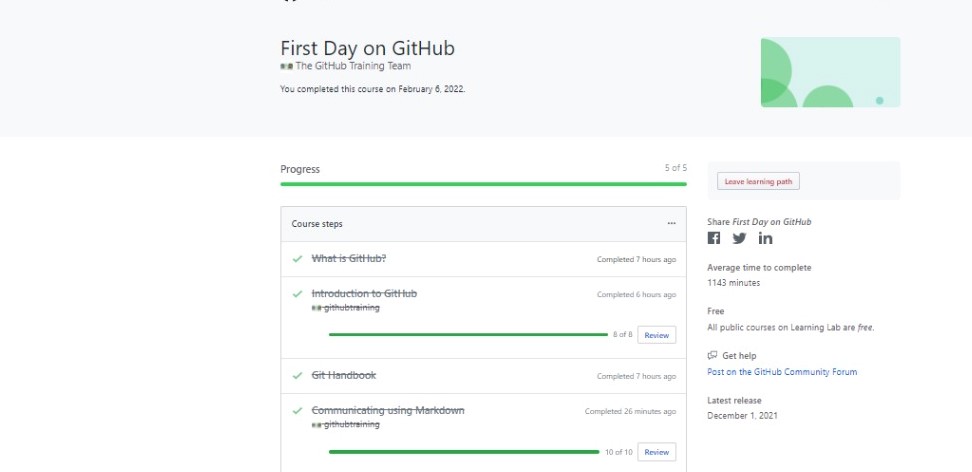 First Day on GitHub
The GitHub Training Team
You completed this course on February 6, 2022.
Progress
5 of 5
Course steps
...
What is GitHub?
Completed 7 hours ago
Introduction to GitHub
Completed 6 hours ago
githubtraining
8 of 8
Review
Git Handbook
Completed 7 hours ago
Communicating using Markdown
Completed 26 minutes ago
githubtraining
10 of 10
Review
Leave learning path
Share First Day on GitHub
Average time to complete
1143 minutes
Free
All public courses on Learning Lab are free.
Get help
Post on the GitHub Community Forum
Latest release
December 1, 2021